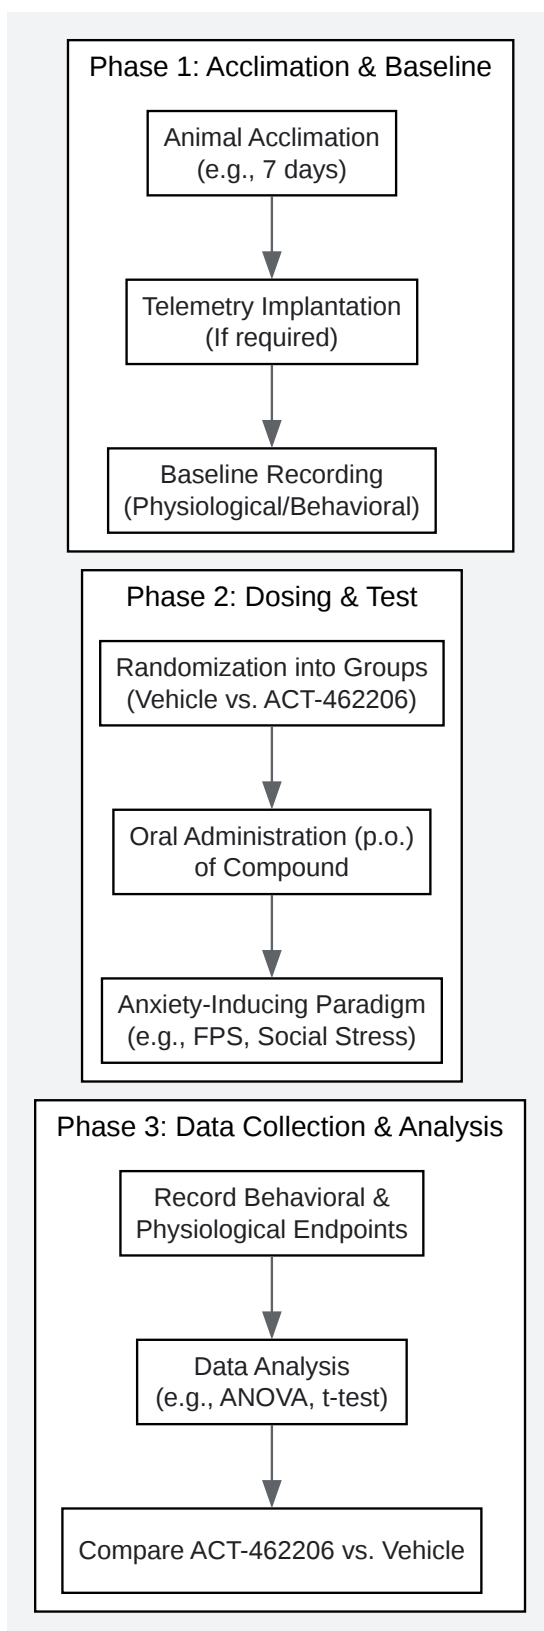 Phase 1: Acclimation & Baseline
Animal Acclimation
(e.g., 7 days)
Telemetry Implantation
(If required)
Baseline Recording
(Physiological/Behavioral)
Phase 2: Dosing & Test
Randomization into Groups
(Vehicle vs. ACT-462206)
Oral Administration (p.o.)
of Compound
Anxiety-Inducing Paradigm
(e.g., FPS, Social Stress)
Phase 3: Data Collection & Analysis
Record Behavioral &
Physiological Endpoints
Data Analysis
(e.g., ANOVA, t-test)
Compare ACT-462206 vs. Vehicle